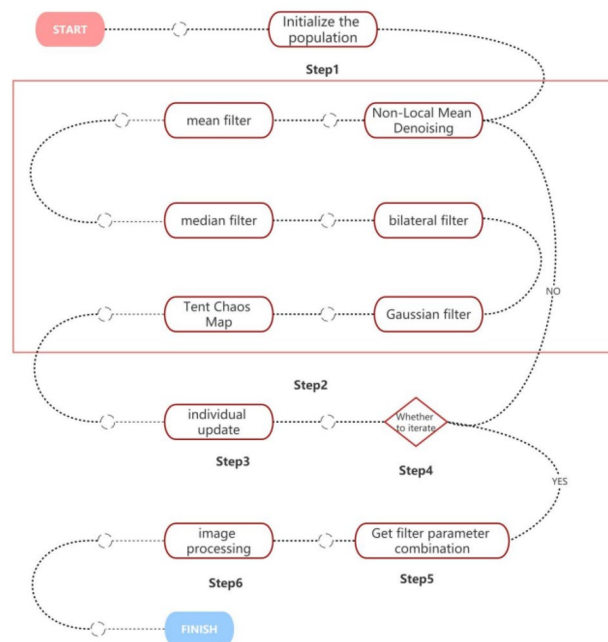 START
Initialize the
population
Step1
mean filter
Non-Local Mean
Denoising
median filter
bilateral filter
Tent Chaos
Map
Gaussian filter
NO
Step2
individual
update
Whether
to iterate
Step3
Step4
YES
image
processing
Get filter parameter
combination
Step6
Step5
FINISH